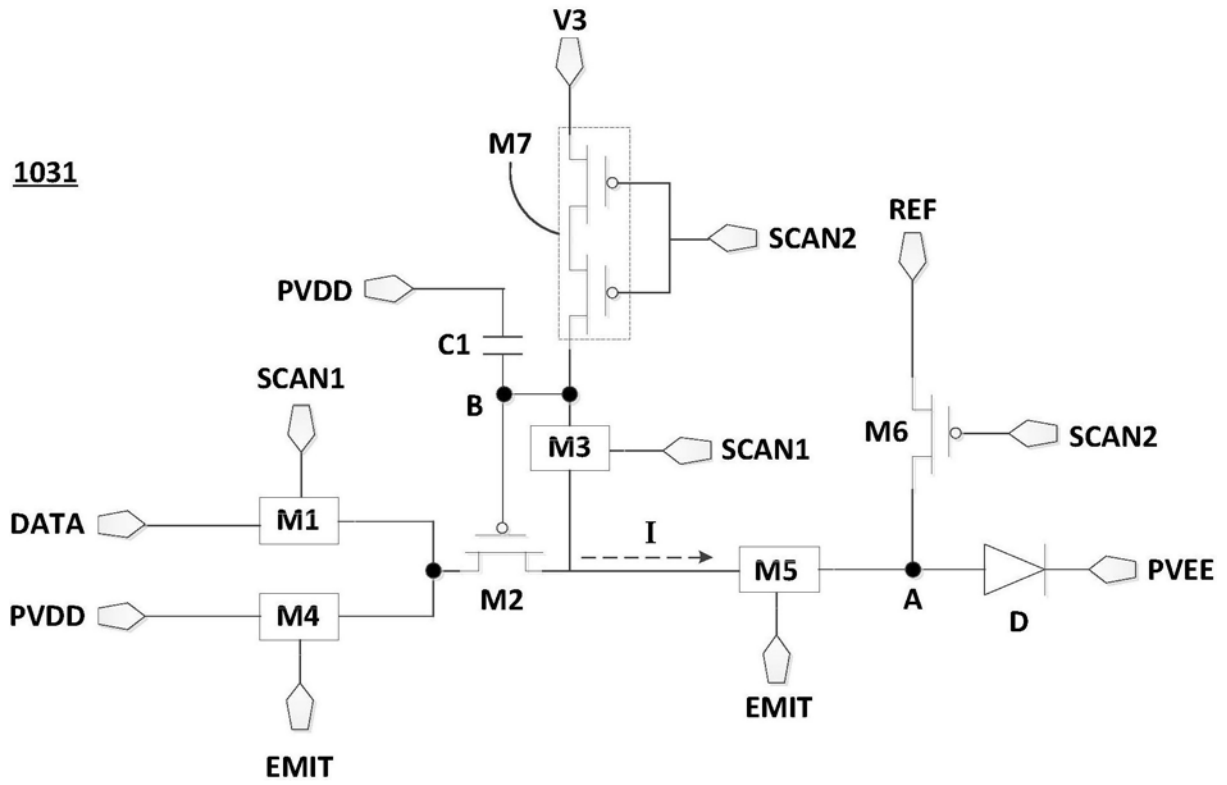 V3
M7
1031
REF
SCAN2
PVDD
C1
SCAN1
B
M6
SCAN2
M3
SCAN1
DATA
M1
I
M5
PVEE
M2
A
PVDD
M4
D
EMIT
EMIT